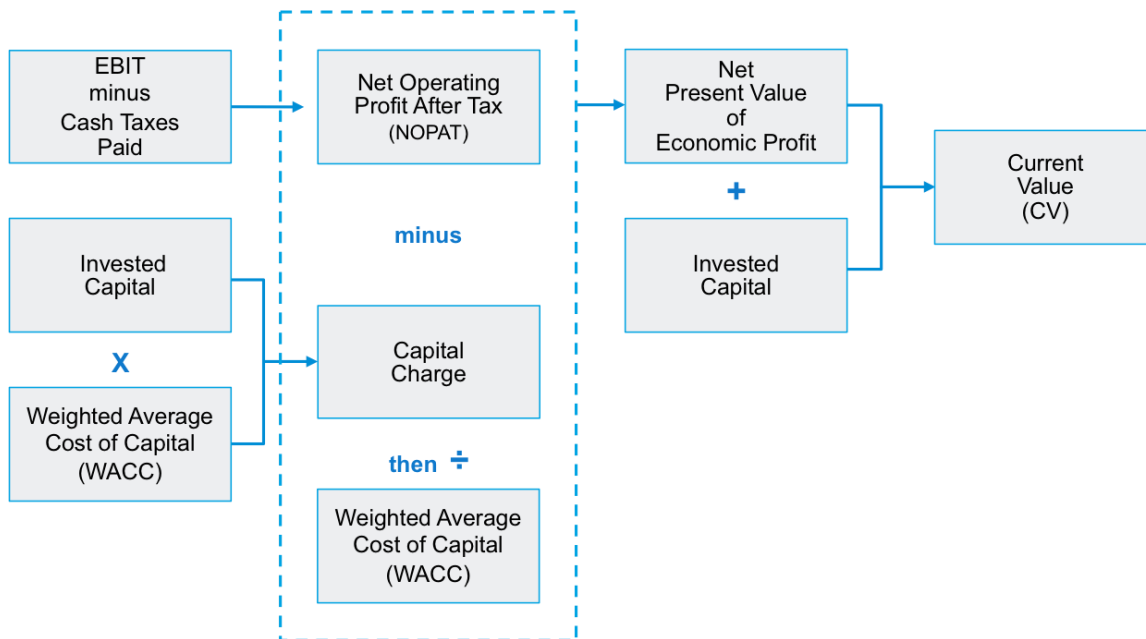 EBIT
minus
Cash Taxes
Paid
Invested
Capital
X
Weighted Average
Cost of Capital
(WACC)
Net Operating
Profit After Tax
(NOPAT)
minus
Capital
Charge
then ÷
Weighted Average
Cost of Capital
(WACC)
Net
Present Value
of
Economic Profit
+
Invested
Capital
Current
Value
(CV)